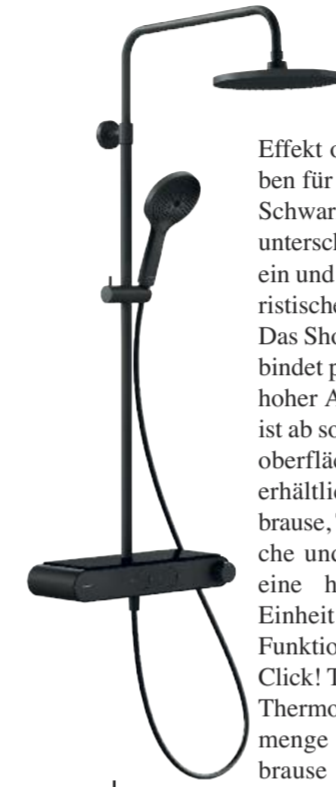 Effekt
ben für
Schwar
untersch
ein und
ristische
Das Sho
bindet p
hoher A
ist ab so
oberfläc
erhältlic
brause,
che und
eine h
Einheit
Funktio
Click! T
Thermo
menge
brause